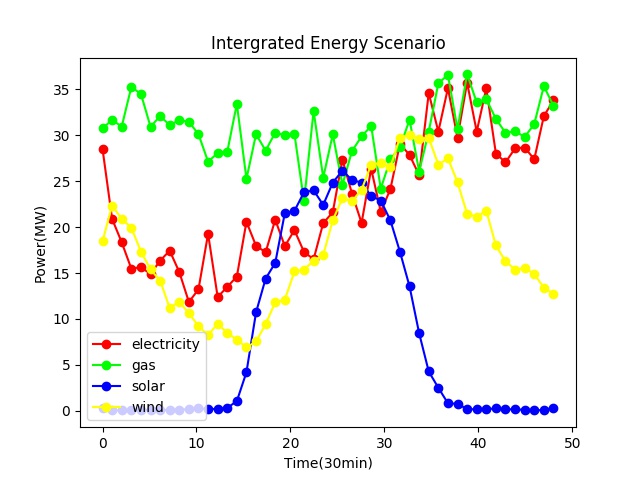 Intergrated Energy Scenario
Power(MW)
35
30
25
20
15
10
5
0
electricity
gas
solar
wind
0 10 20 30 40 50
Time(30min)